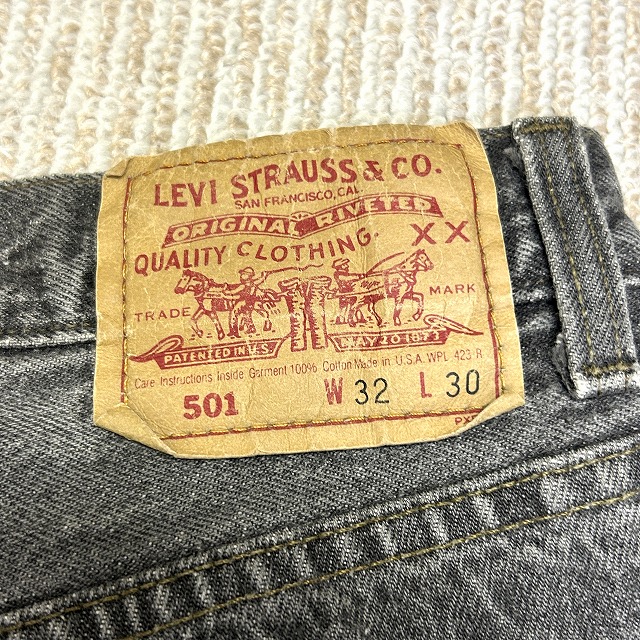 LEVI STRAUSS & CO.
SAN FRANCISCO, CAL.
ORIGINAL RIVETED
QUALITY CLOTHING. XX
TRADE MARK
PATENTED IN U.S. MAY 20 1873
Care Instructions Inside Garment 100% Cotton Made in U.S.A. WPL 423 R
501 W 32 L 30